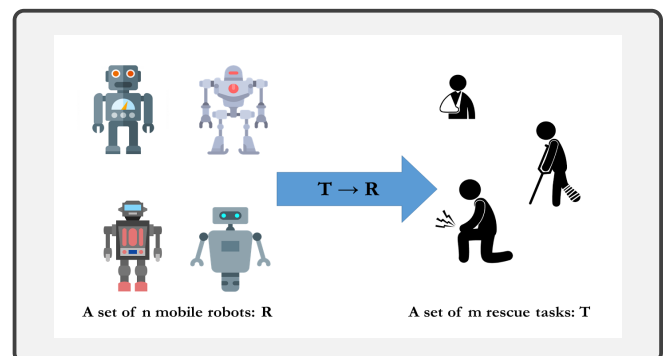 T → R
A set of n mobile robots: R
A set of m rescue tasks: T